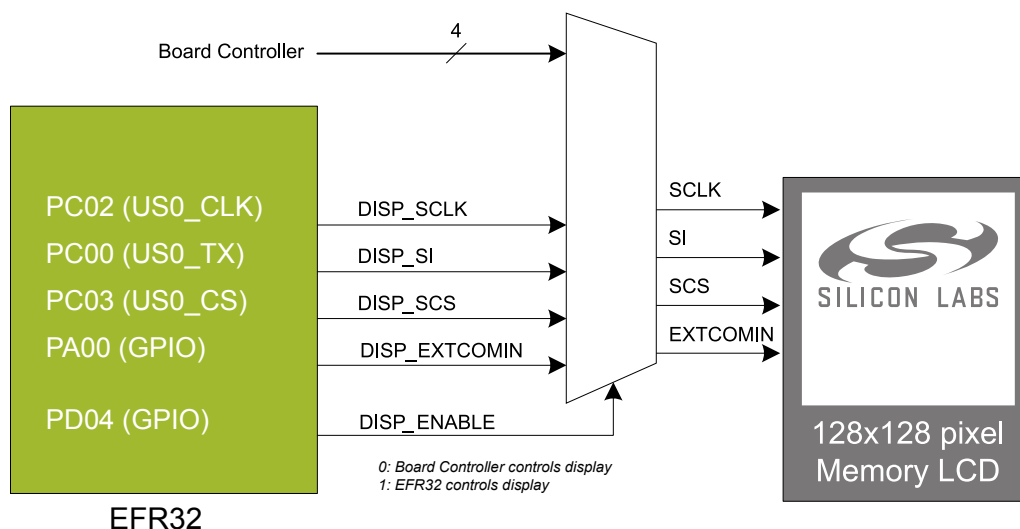 4
Board Controller
PC02 (US0_CLK)
DISP_SCLK
SCLK
PC00 (US0_TX)
DISP_SI
SI
PC03 (US0_CS)
DISP_SCS
SCS
PA00 (GPIO)
DISP_EXTCOMIN
EXTCOMIN
PD04 (GPIO)
DISP_ENABLE
0: Board Controller controls display
1: EFR32 controls display
EFR32
SILICON LABS
128x128 pixel
Memory LCD